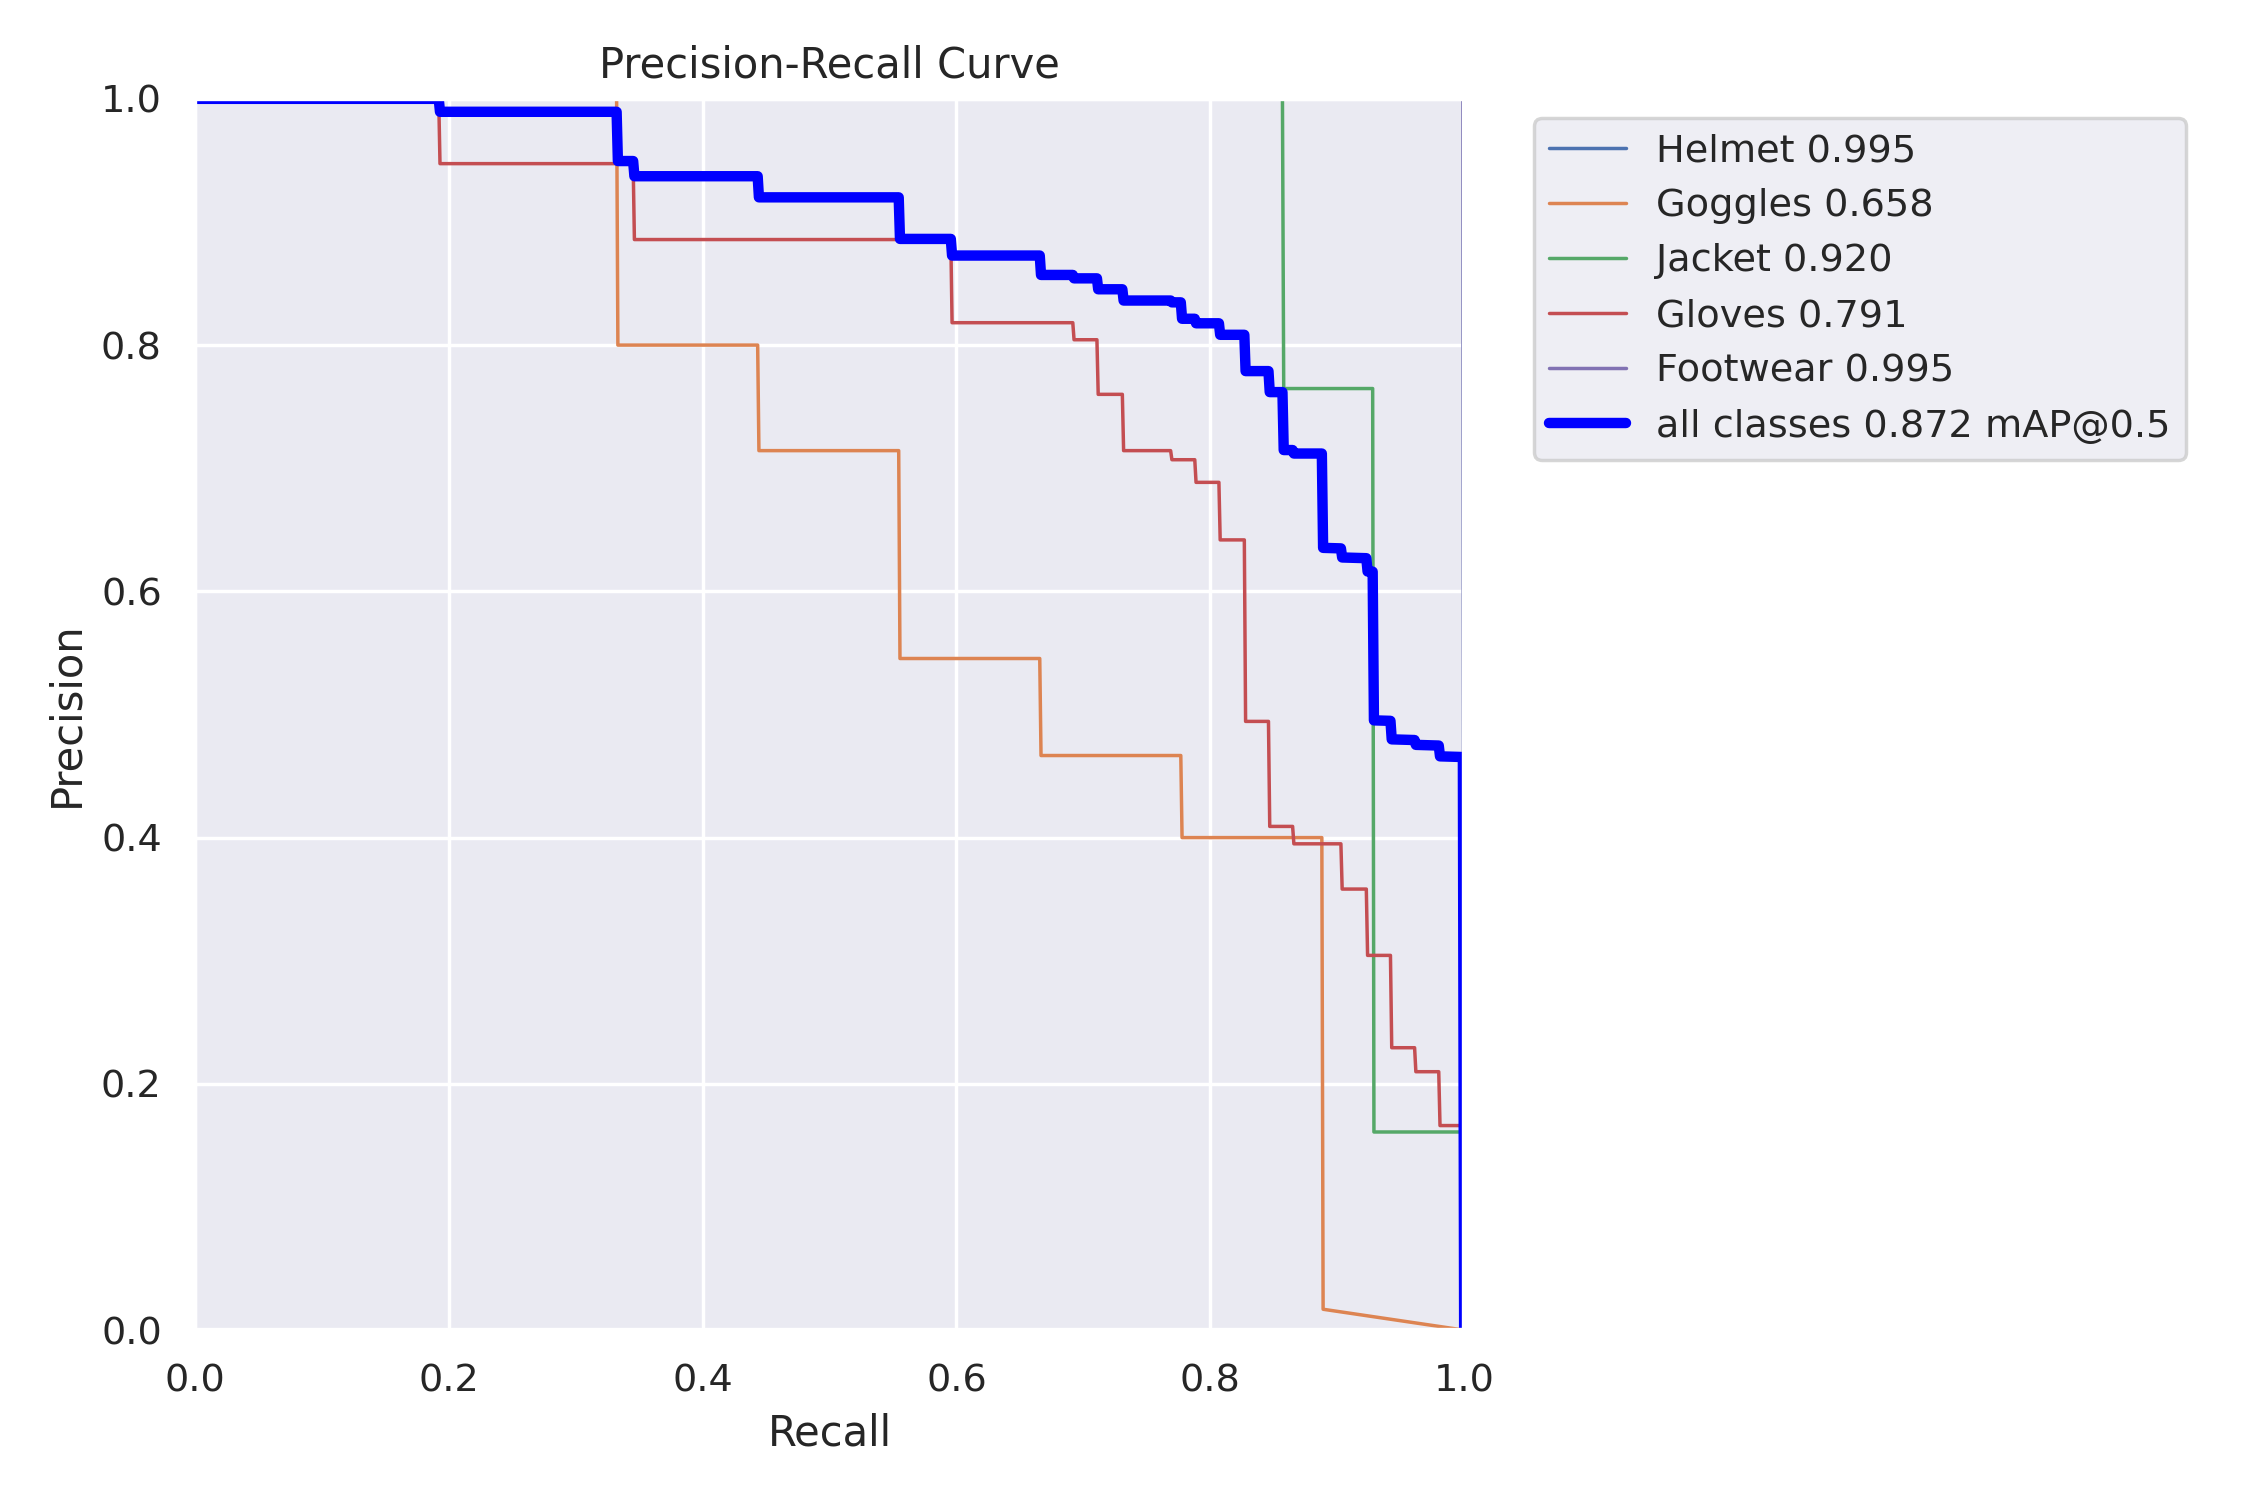 Precision-Recall Curve
1.0
0.8
0.6
0.4
0.2
0.0
Precision
0.0 0.2 0.4 0.6 0.8 1.0
Recall
Helmet 0.995
Goggles 0.658
Jacket 0.920
Gloves 0.791
Footwear 0.995
all classes 0.872 mAP@0.5